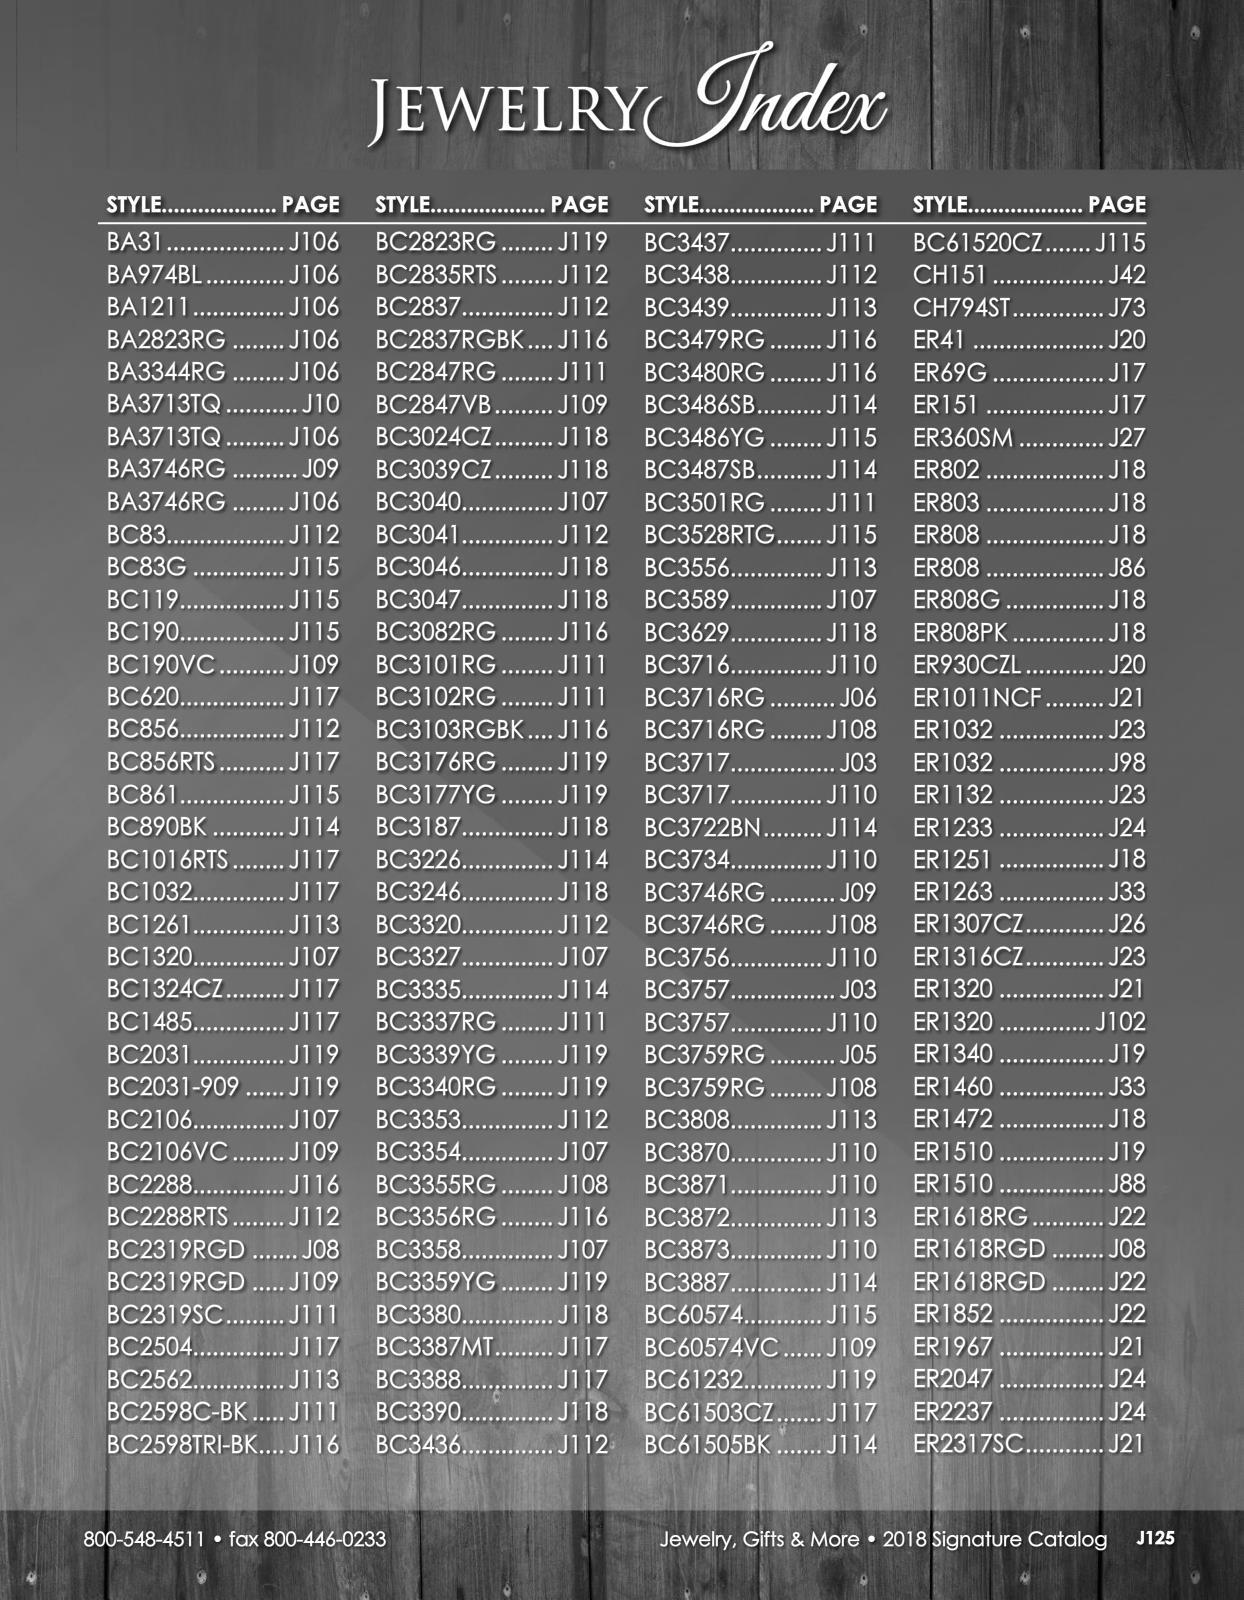 JEWELRY Index
STYLE................... PAGE
BA31.................. J106
BA974BL............ J106
BA1211.............. J106
BA2823RG ........ J106
BA3344RG ........ J106
BA3713TQ........... J10
BA3713TQ......... J106
BA3746RG .......... J09
BA3746RG ........ J106
BC83.................. J112
BC83G .............. J115
BC119................ J115
BC190................ J115
BC190VC.......... J109
BC620................ J117
BC856................ J112
BC856RTS.......... J117
BC861................ J115
BC890BK ........... J114
BC1016RTS........ J117
BC1032.............. J117
BC1261.............. J113
BC1320.............. J107
BC1324CZ......... J117
BC1485.............. J117
BC2031.............. J119
BC2031-909 ...... J119
BC2106.............. J107
BC2106VC........ J109
BC2288.............. J116
BC2288RTS ........ J112
BC2319RGD ....... J08
BC2319RGD ..... J109
BC2319SC......... J111
BC2504.............. J117
BC2562.............. J113
BC2598C-BK ..... J111
BC2598TRI-BK.... J116
STYLE................... PAGE
BC2823RG ........ J119
BC2835RTS ........ J112
BC2837.............. J112
BC2837RGBK.... J116
BC2847RG ........ J111
BC2847VB......... J109
BC3024CZ......... J118
BC3039CZ......... J118
BC3040.............. J107
BC3041.............. J112
BC3046.............. J118
BC3047.............. J118
BC3082RG ........ J116
BC3101RG ........ J111
BC3102RG ........ J111
BC3103RGBK.... J116
BC3176RG ........ J119
BC3177YG ........ J119
BC3187.............. J118
BC3226.............. J114
BC3246.............. J118
BC3320.............. J112
BC3327.............. J107
BC3335.............. J114
BC3337RG ........ J111
BC3339YG ........ J119
BC3340RG ........ J119
BC3353.............. J112
BC3354.............. J107
BC3355RG ........ J108
BC3356RG ........ J116
BC3358.............. J107
BC3359YG ........ J119
BC3380.............. J118
BC3387MT......... J117
BC3388.............. J117
BC3390.............. J118
BC3436.............. J112
STYLE................... PAGE
BC3437.............. J111
BC3438.............. J112
BC3439.............. J113
BC3479RG ........ J116
BC3480RG ........ J116
BC3486SB.......... J114
BC3486YG ........ J115
BC3487SB.......... J114
BC3501RG ........ J111
BC3528RTG....... J115
BC3556.............. J113
BC3589.............. J107
BC3629.............. J118
BC3716.............. J110
BC3716RG .......... J06
BC3716RG ........ J108
BC3717................ J03
BC3717.............. J110
BC3722BN......... J114
BC3734.............. J110
BC3746RG .......... J09
BC3746RG ........ J108
BC3756.............. J110
BC3757................ J03
BC3757.............. J110
BC3759RG .......... J05
BC3759RG ........ J108
BC3808.............. J113
BC3870.............. J110
BC3871.............. J110
BC3872.............. J113
BC3873.............. J110
BC3887.............. J114
BC60574............ J115
BC60574VC ...... J109
BC61232............ J119
BC61503CZ....... J117
BC61505BK ....... J114
STYLE................... PAGE
BC61520CZ....... J115
CH151 ................. J42
CH794ST.............. J73
ER41 .................... J20
ER69G ................. J17
ER151 .................. J17
ER360SM ............. J27
ER802 .................. J18
ER803 .................. J18
ER808 .................. J18
ER808 .................. J86
ER808G ............... J18
ER808PK .............. J18
ER930CZL............ J20
ER1011NCF......... J21
ER1032 ................ J23
ER1032 ................ J98
ER1132 ................ J23
ER1233 ................ J24
ER1251 ................ J18
ER1263 ................ J33
ER1307CZ............ J26
ER1316CZ............ J23
ER1320 ................ J21
ER1320 .............. J102
ER1340 ................ J19
ER1460 ................ J33
ER1472 ................ J18
ER1510 ................ J19
ER1510 ................ J88
ER1618RG ........... J22
ER1618RGD ........ J08
ER1618RGD ........ J22
ER1852 ................ J22
ER1967 ................ J21
ER2047 ................ J24
ER2237 ................ J24
ER2317SC............ J21
800-548-4511 • fax 800-446-0233
Jewelry, Gifts & More • 2018 Signature Catalog J125